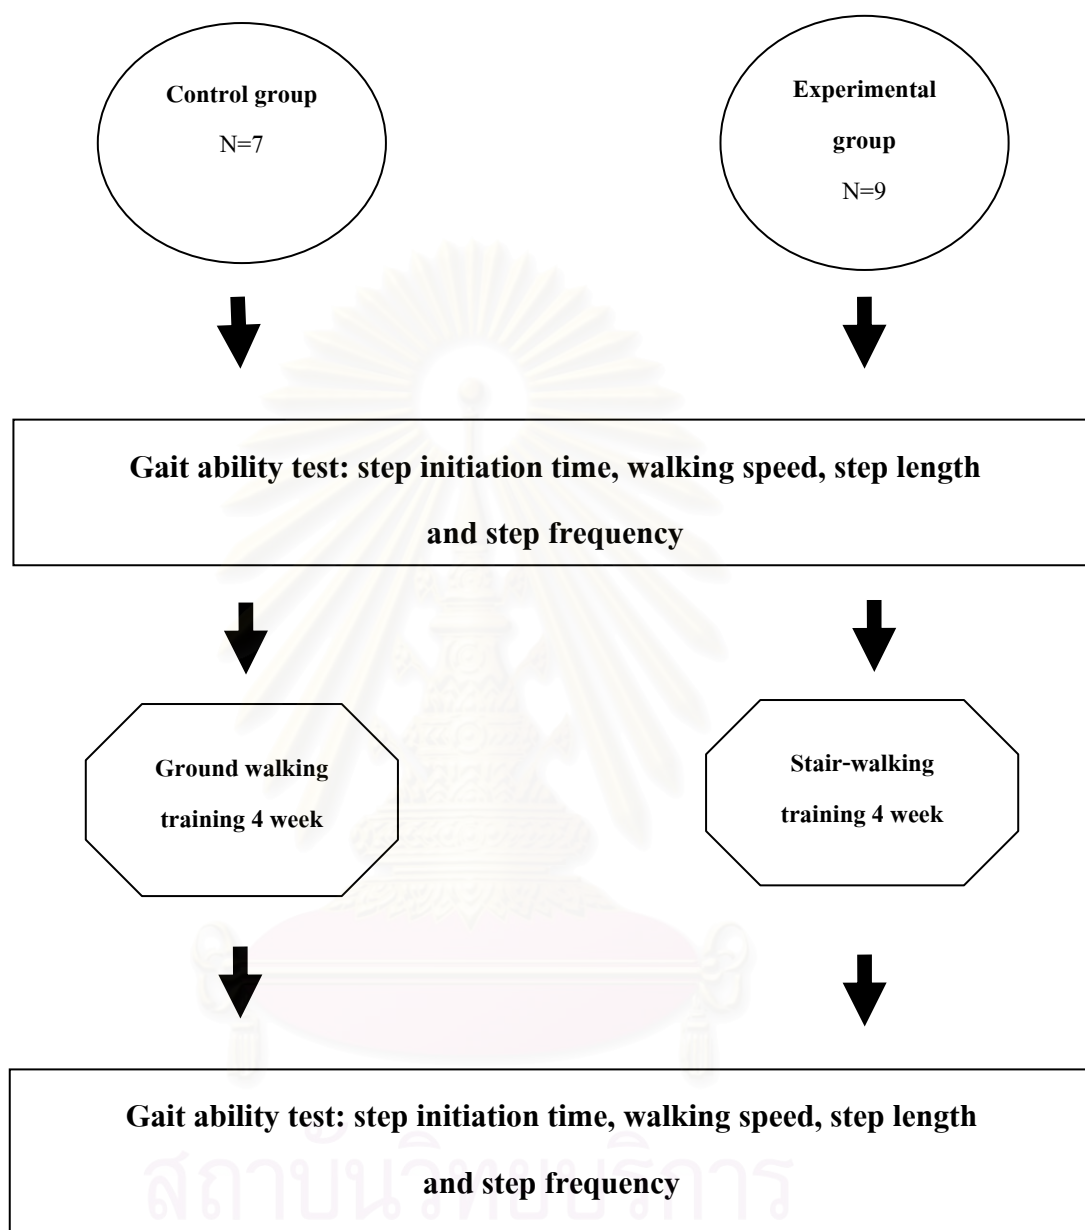 Control group
N=7
Experimental
group
N=9
Gait ability test: step initiation time, walking speed, step length
and step frequency
Ground walking
training 4 week
Stair-walking
training 4 week
Gait ability test: step initiation time, walking speed, step length
and step frequency
สถาบันวิทยบริการ